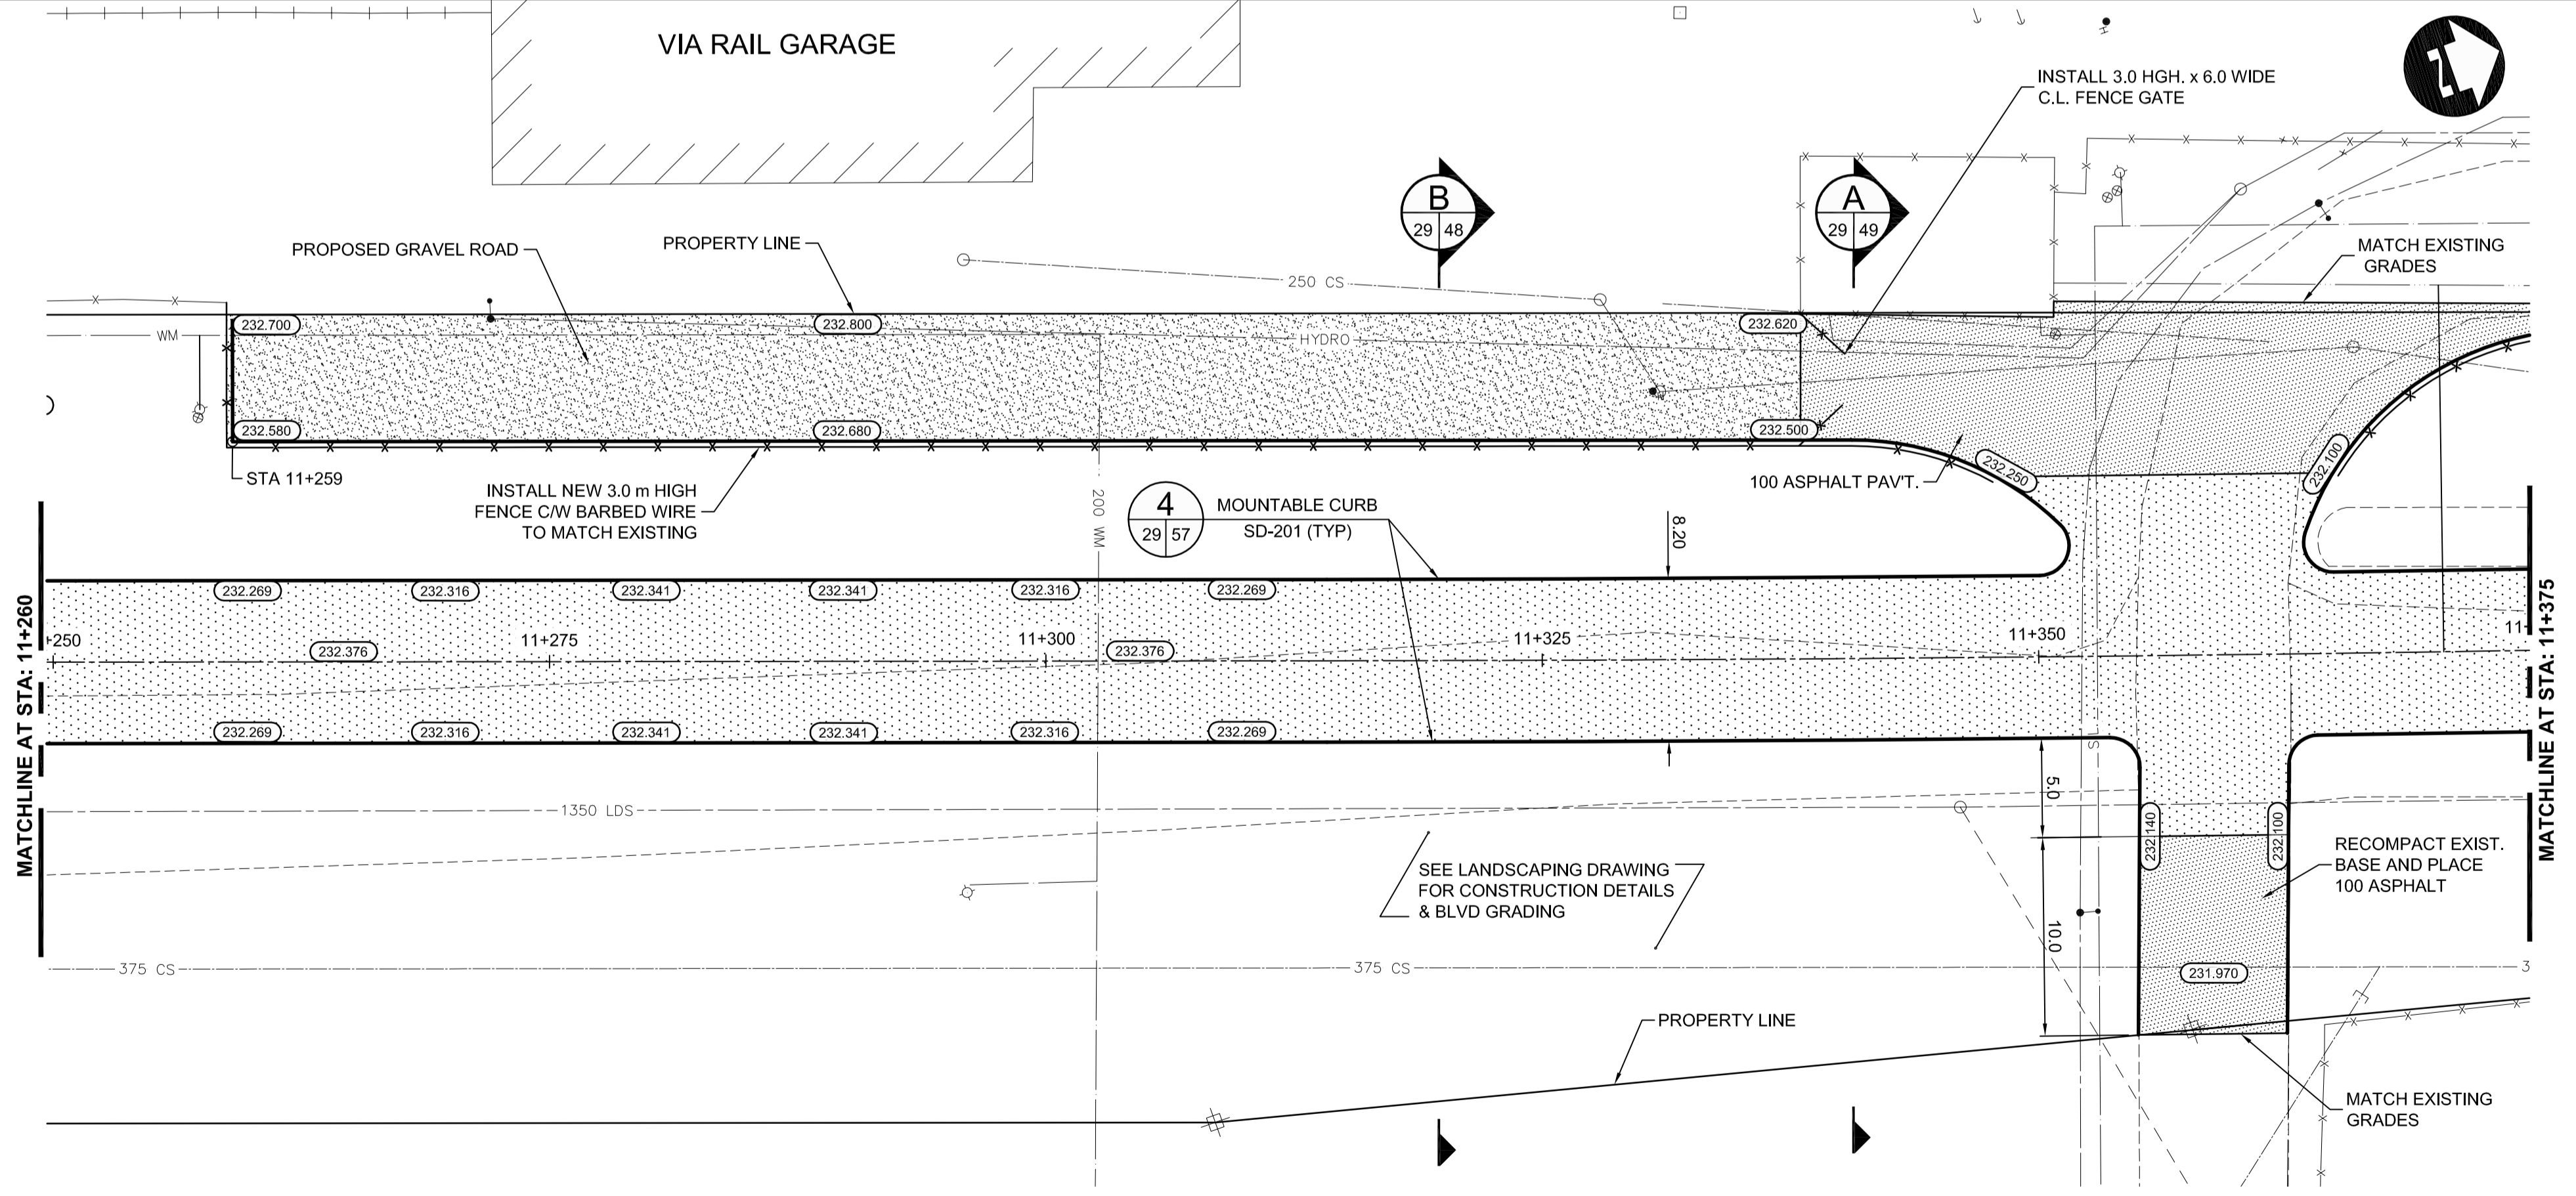 VIA RAIL GARAGE
INSTALL 3.0 HGH. x 6.0 WIDE
C.L. FENCE GATE
B
29 48
A
29 49
PROPOSED GRAVEL ROAD
PROPERTY LINE
250 CS
MATCH EXISTING
GRADES
WM
232.700
232.800
232.620
HYDRO
232.580
232.680
232.500
STA 11+259
INSTALL NEW 3.0 m HIGH
FENCE C/W BARBED WIRE
TO MATCH EXISTING
200 WM
4
29 57
MOUNTABLE CURB
SD-201 (TYP)
8.20
100 ASPHALT PAV'T.
232.250
232.100
MATCHLINE AT STA: 11+260
232.269
232.316
232.341
232.341
232.316
232.269
+250
232.376
11+275
11+300
232.376
11+325
11+350
11+
MATCHLINE AT STA: 11+375
232.269
232.316
232.341
232.341
232.316
232.269
LS
5.0
1350 LDS
232.140
232.100
RECOMPACT EXIST.
BASE AND PLACE
100 ASPHALT
SEE LANDSCAPING DRAWING
FOR CONSTRUCTION DETAILS
& BLVD GRADING
10.0
375 CS
375 CS
231.970
3
PROPERTY LINE
MATCH EXISTING
GRADES